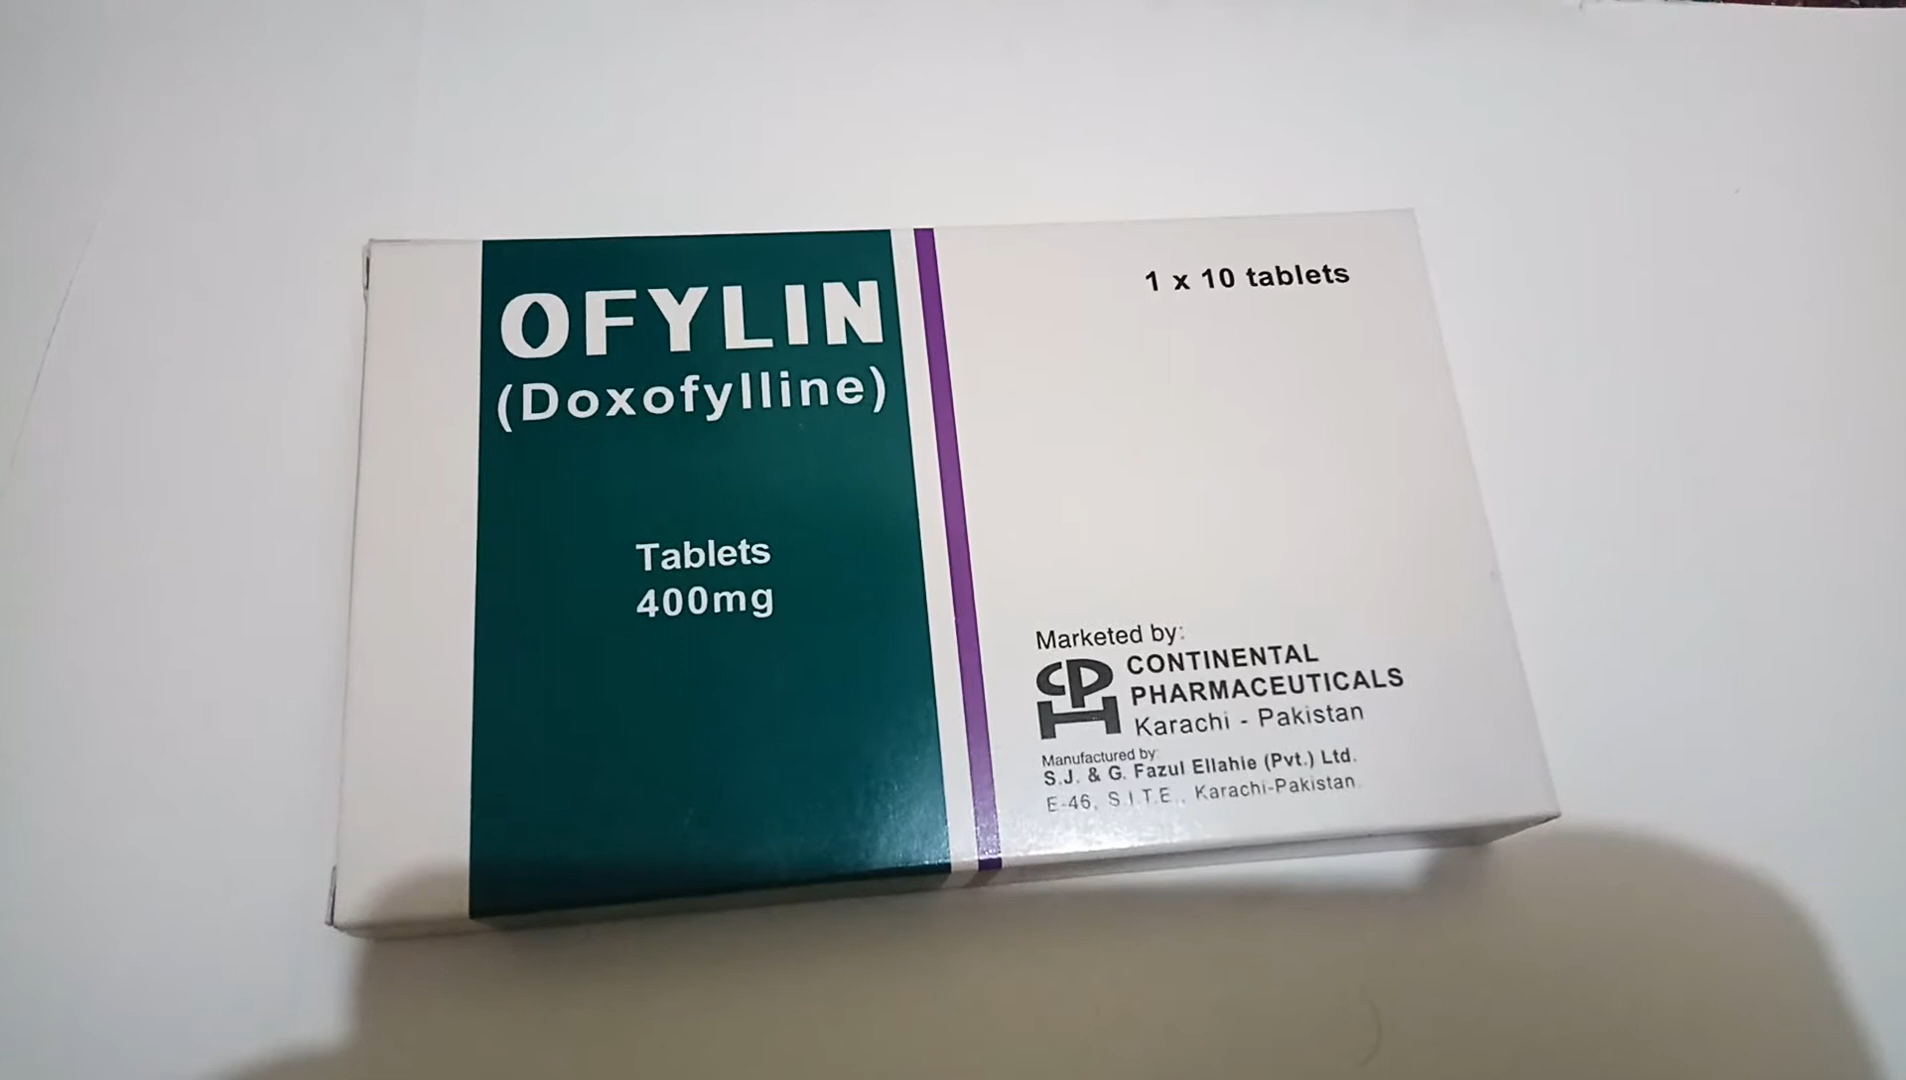 OFYLIN
(Doxofylline)
Tablets
400mg
1 x 10 tablets
Marketed by:
CPH
CONTINENTAL
PHARMACEUTICALS
Karachi - Pakistan
Manufactured by:
S.J. & G. Fazul Ellahie (Pvt.) Ltd.
E-46, S.I.T.E., Karachi-Pakistan.